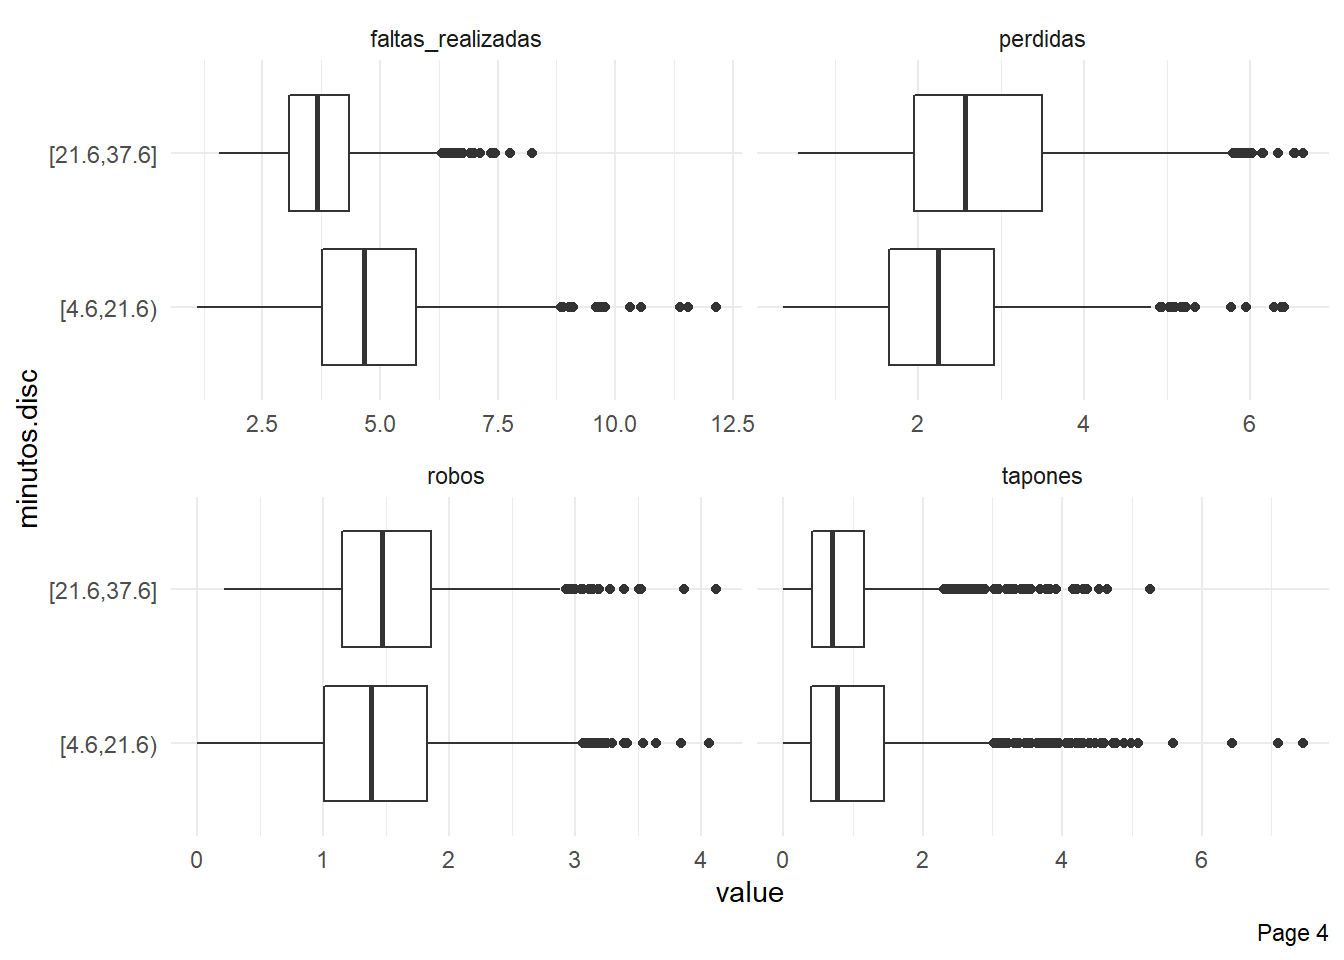 faltas_realizadas
perdidas
[21.6,37.6]
[4.6,21.6)
2.5 5.0 7.5 10.0 12.5
2 4 6
minutos.disc
robos
tapones
[21.6,37.6]
[4.6,21.6)
0 1 2 3 4
0 2 4 6
value
Page 4